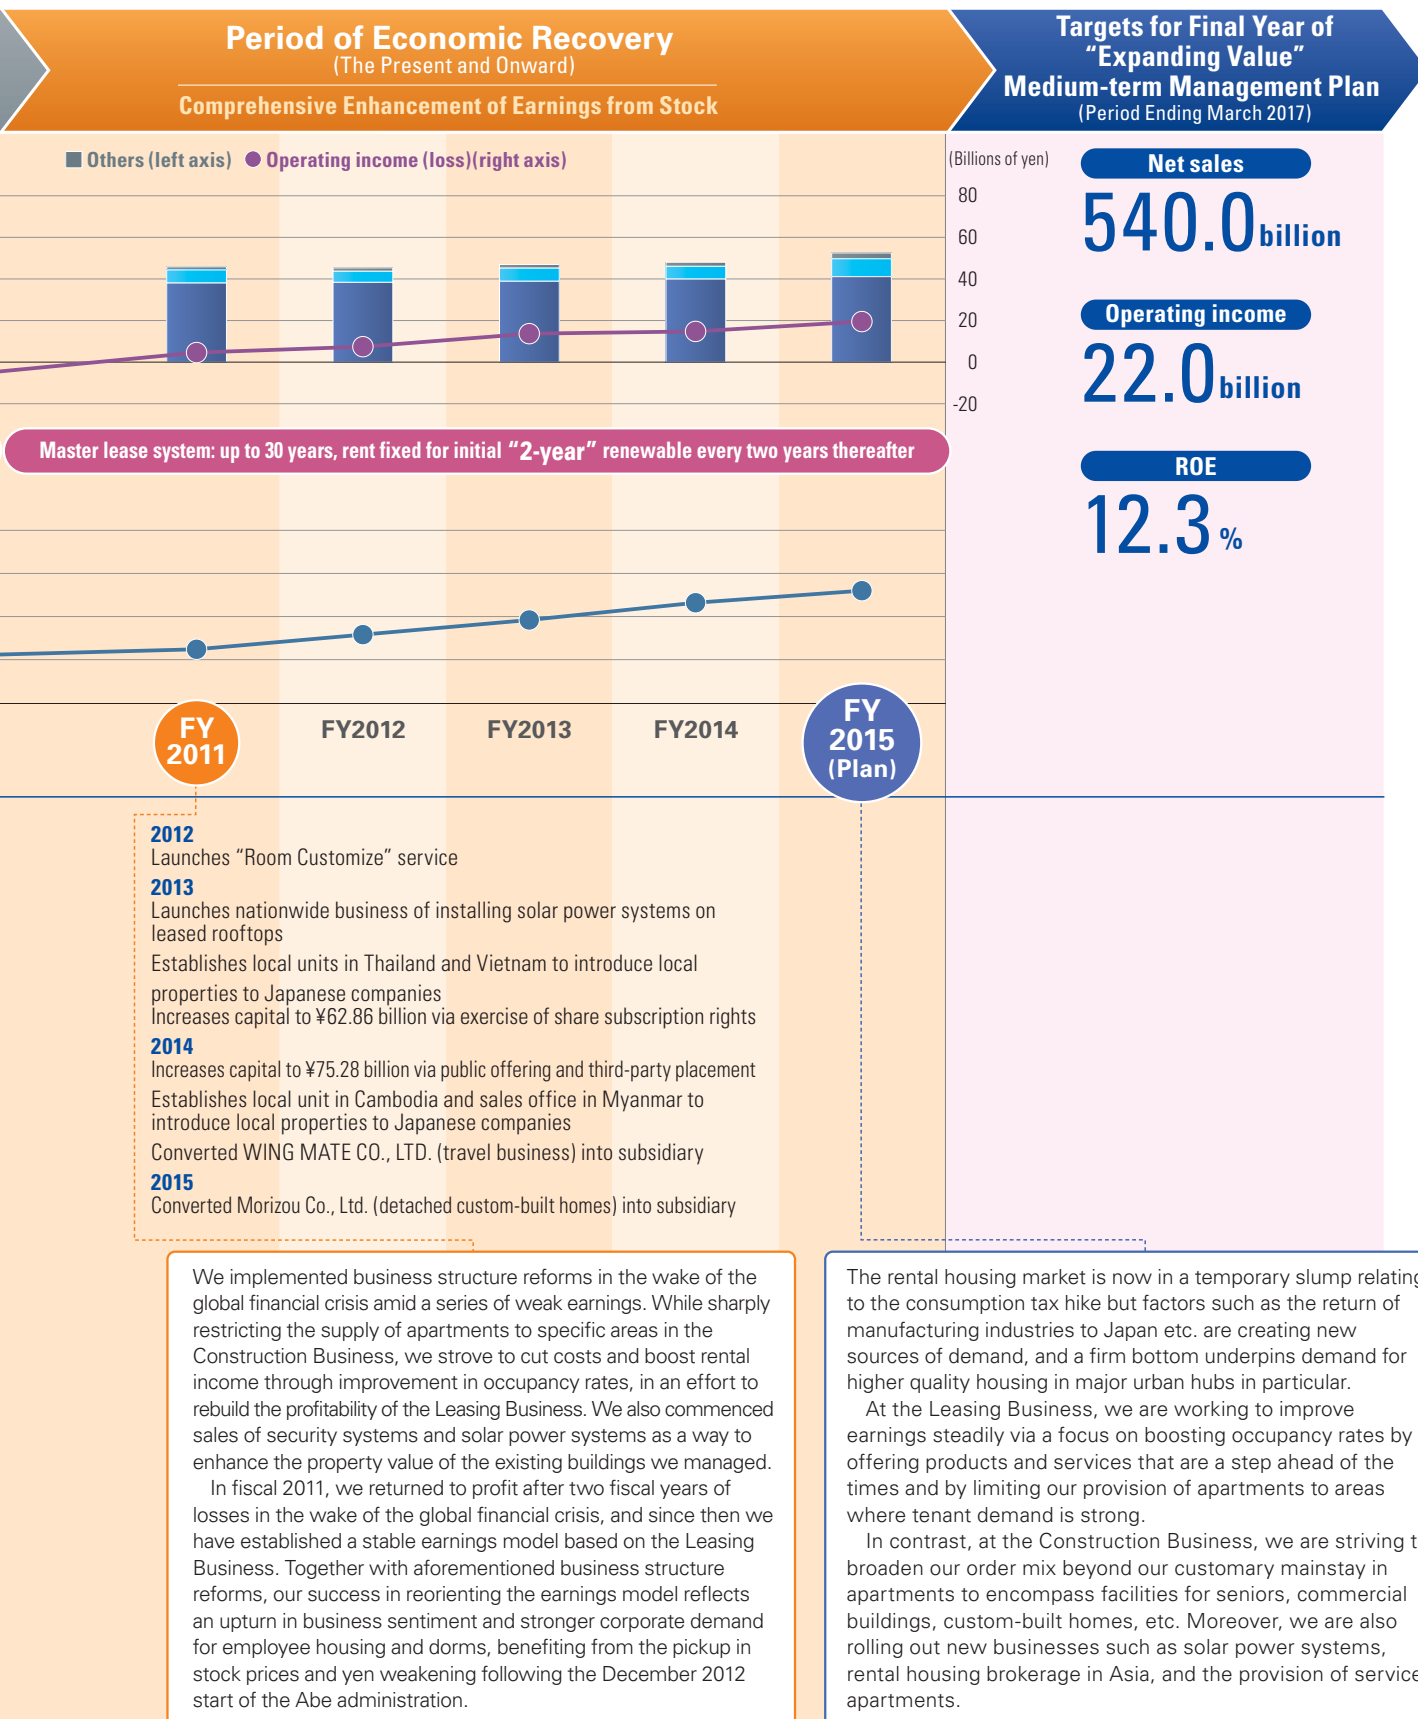 Period of Economic Recovery
(The Present and Onward)
Comprehensive Enhancement of Earnings from Stock
Targets for Final Year of
“Expanding Value”
Medium-term Management Plan
(Period Ending March 2017)
Others (left axis)
Operating income (loss)(right axis)
(Billions of yen)
80
60
40
20
0
-20
Net sales
540.0 billion
Operating income
22.0 billion
ROE
12.3 %
Master lease system: up to 30 years, rent fixed for initial “2-year” renewable every two years thereafter
FY
2011
FY2012
FY2013
FY2014
FY
2015
(Plan)
2012
Launches “Room Customize” service
2013
Launches nationwide business of installing solar power systems on
leased rooftops
Establishes local units in Thailand and Vietnam to introduce local
properties to Japanese companies
Increases capital to ¥62.86 billion via exercise of share subscription rights
2014
Increases capital to ¥75.28 billion via public offering and third-party placement
Establishes local unit in Cambodia and sales office in Myanmar to
introduce local properties to Japanese companies
Converted WING MATE CO., LTD. (travel business) into subsidiary
2015
Converted Morizou Co., Ltd. (detached custom-built homes) into subsidiary
We implemented business structure reforms in the wake of the
global financial crisis amid a series of weak earnings. While sharply
restricting the supply of apartments to specific areas in the
Construction Business, we strove to cut costs and boost rental
income through improvement in occupancy rates, in an effort to
rebuild the profitability of the Leasing Business. We also commenced
sales of security systems and solar power systems as a way to
enhance the property value of the existing buildings we managed.
In fiscal 2011, we returned to profit after two fiscal years of
losses in the wake of the global financial crisis, and since then we
have established a stable earnings model based on the Leasing
Business. Together with aforementioned business structure
reforms, our success in reorienting the earnings model reflects
an upturn in business sentiment and stronger corporate demand
for employee housing and dorms, benefiting from the pickup in
stock prices and yen weakening following the December 2012
start of the Abe administration.
The rental housing market is now in a temporary slump relating
to the consumption tax hike but factors such as the return of
manufacturing industries to Japan etc. are creating new
sources of demand, and a firm bottom underpins demand for
higher quality housing in major urban hubs in particular.
At the Leasing Business, we are working to improve
earnings steadily via a focus on boosting occupancy rates by
offering products and services that are a step ahead of the
times and by limiting our provision of apartments to areas
where tenant demand is strong.
In contrast, at the Construction Business, we are striving t
broaden our order mix beyond our customary mainstay in
apartments to encompass facilities for seniors, commercial
buildings, custom-built homes, etc. Moreover, we are also
rolling out new businesses such as solar power systems,
rental housing brokerage in Asia, and the provision of service
apartments.